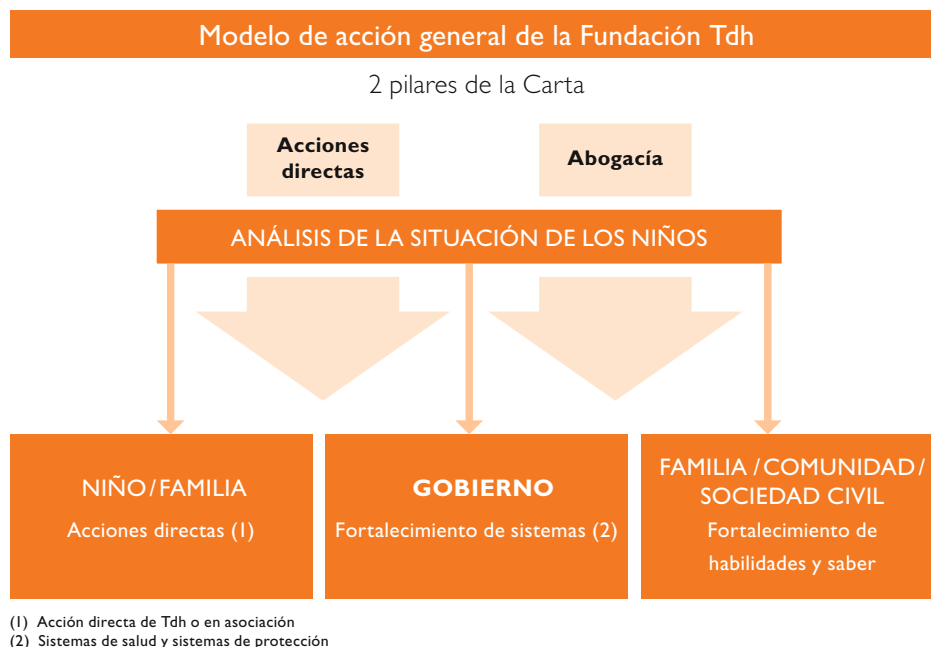 Modelo de acción general de la Fundación Tdh
2 pilares de la Carta
Acciones
directas
Abogacía
ANÁLISIS DE LA SITUACIÓN DE LOS NIÑOS
NIÑO/FAMILIA
Acciones directas (1)
GOBIERNO
Fortalecimiento de sistemas (2)
FAMILIA / COMUNIDAD /
SOCIEDAD CIVIL
Fortalecimiento de
habilidades y saber
(1) Acción directa de Tdh o en asociación
(2) Sistemas de salud y sistemas de protección